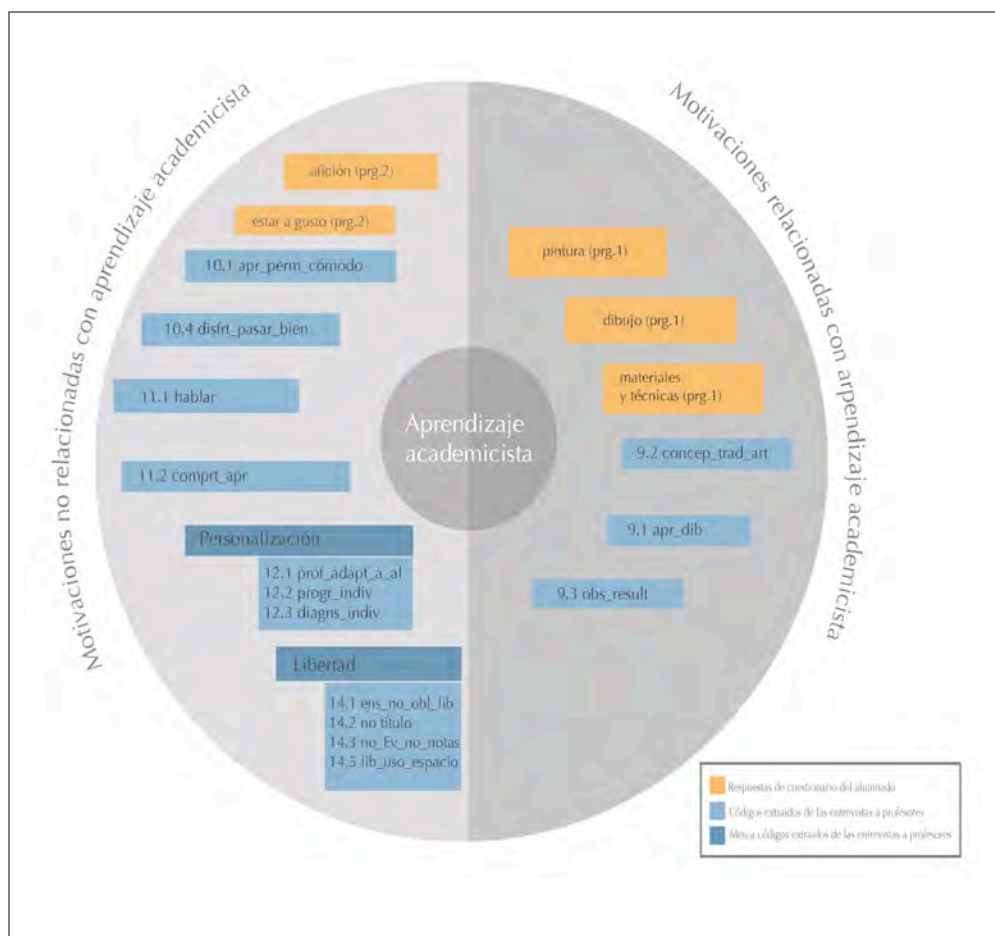 Motivaciones no relacionadas con aprendizaje academicista
Motivaciones relacionadas con arpendizaje academicista
afición (prg.2)
estar a gusto (prg.2)
10.1 apr_perm_cómodo
10.4 disfrt_pasar_bien
11.1 hablar
11.2 comprt_apr
Personalización
12.1 prof_adapt_a_al
12.2 progr_indiv
12.3 diagns_indiv
Libertad
14.1 ens_no_obj_lib
14.2 no título
14.3 no_Ev_no_notas
14.5 lib_uso_espacio
Aprendizaje
academicista
pintura (prg.1)
dibujo (prg.1)
materiales
y técnicas (prg.1)
9.2 concep_trad_art
9.1 apr_dib
9.3 obs_result
Respuestas de cuestionario del alumnado
Códigos extraidos de las entrevistas a profesores
Metca-códigos extraidos de las entrevistas a profesores